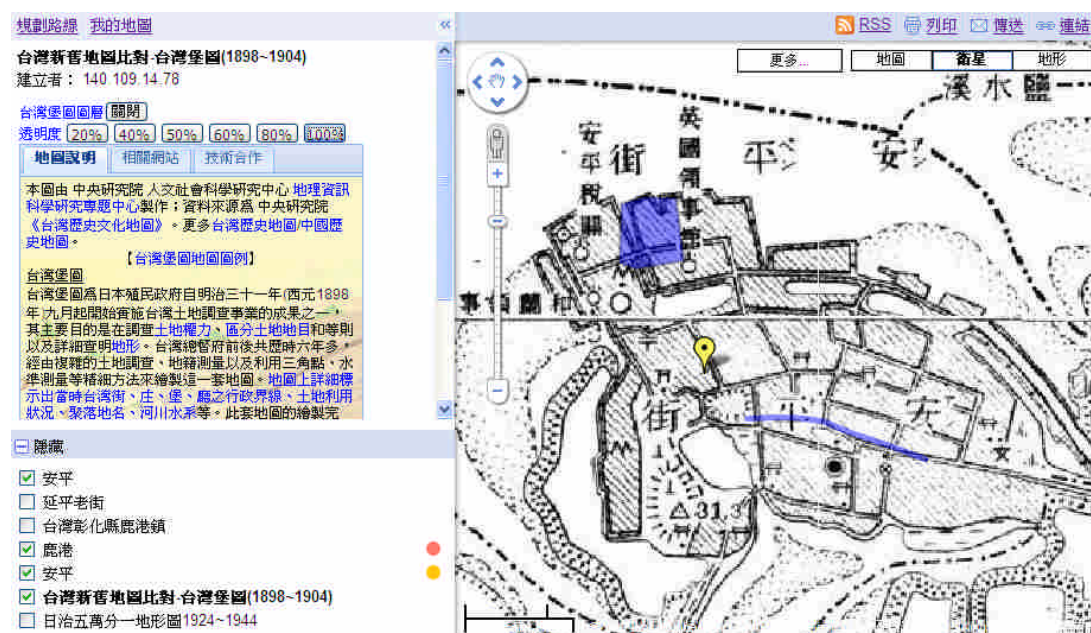 規劃路線 我的地圖
«
RSS 列印 傳送 連結
台灣新舊地圖比對-台灣堡圖(1898~1904)
建立者： 140 109.14.78
台灣堡圖圖層 關閉
透明度 20% 40% 50% 60% 80% 100%
地圖說明 相關網站 技術合作
本圖由 中央研究院 人文社會科學研究中心 地理資訊
科學研究專題中心製作；資料來源為 中央研究院
《台灣歷史文化地圖》。更多台灣歷史地圖/中國歷
史地圖。
【台灣堡圖地圖圖例】
台灣堡圖
台灣堡圖為日本殖民政府自明治三十一年(西元1898
年)九月起開始實施台灣土地調查事業的成果之一，
其主要目的是在調查土地權力、區分土地地目和等則
以及詳細查明地形。台灣總督府前後共歷時六年多，
經由複雜的土地調查、地籍測量以及利用三角點、水
準測量等精細方法來繪製這一套地圖。地圖上詳細標
示出當時台灣街、庄、堡、廳之行政界線、土地利用
狀況、聚落地名、河川水系等。此套地圖的繪製完
隱藏
安平
延平老街
台灣彰化縣鹿港鎮
鹿港
安平
台灣新舊地圖比對-台灣堡圖(1898~1904)
日治五萬分一地形圖1924~1944
更多... 地圖 衛星 地形
溪水鹽
街 平 安
英國領事館
事領蘭和
街 平 安
文
31.3